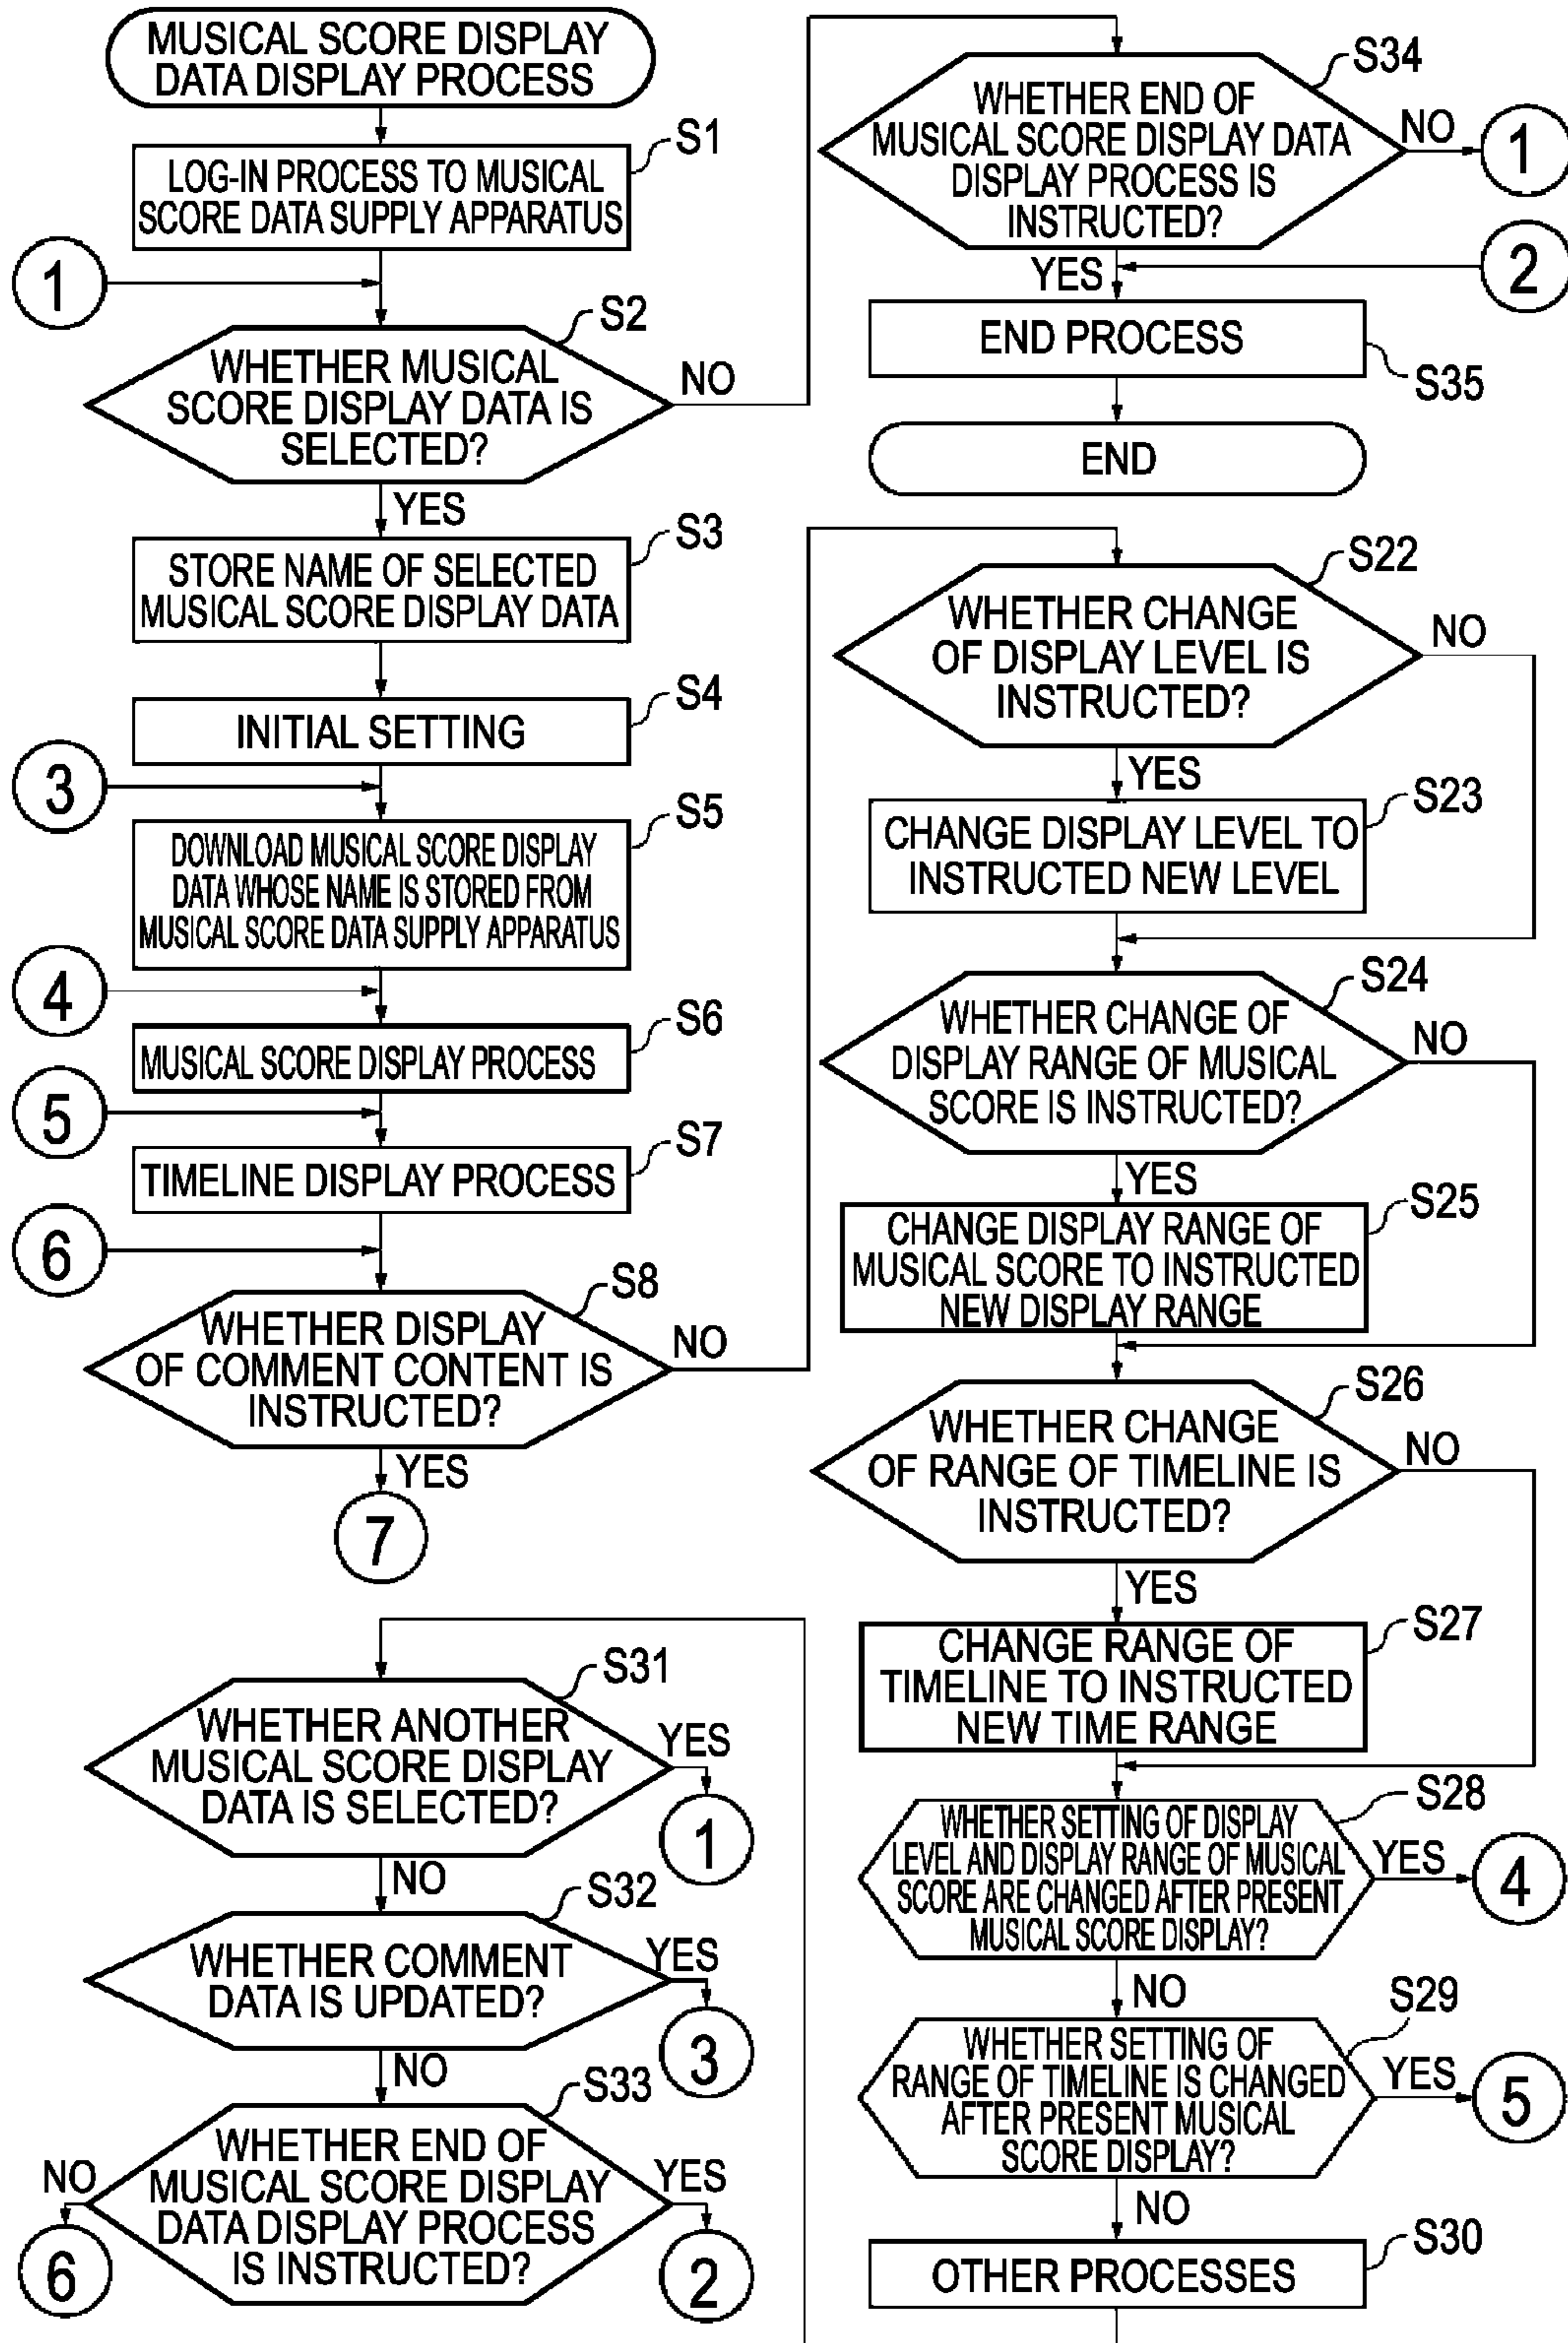 MUSICAL SCORE DISPLAY
DATA DISPLAY PROCESS
S1
LOG-IN PROCESS TO MUSICAL
SCORE DATA SUPPLY APPARATUS
1
S2
WHETHER MUSICAL
SCORE DISPLAY DATA IS
SELECTED?
NO
YES
S3
STORE NAME OF SELECTED
MUSICAL SCORE DISPLAY DATA
S4
INITIAL SETTING
3
S5
DOWNLOAD MUSICAL SCORE DISPLAY
DATA WHOSE NAME IS STORED FROM
MUSICAL SCORE DATA SUPPLY APPARATUS
4
S6
MUSICAL SCORE DISPLAY PROCESS
5
S7
TIMELINE DISPLAY PROCESS
6
S8
WHETHER DISPLAY
OF COMMENT CONTENT IS
INSTRUCTED?
NO
YES
7
S34
WHETHER END OF
MUSICAL SCORE DISPLAY DATA
DISPLAY PROCESS IS
INSTRUCTED?
NO
1
YES
2
END PROCESS
S35
END
S22
WHETHER CHANGE
OF DISPLAY LEVEL IS
INSTRUCTED?
NO
YES
S23
CHANGE DISPLAY LEVEL TO
INSTRUCTED NEW LEVEL
S24
WHETHER CHANGE OF
DISPLAY RANGE OF MUSICAL
SCORE IS INSTRUCTED?
NO
YES
S25
CHANGE DISPLAY RANGE OF
MUSICAL SCORE TO INSTRUCTED
NEW DISPLAY RANGE
S26
WHETHER CHANGE
OF RANGE OF TIMELINE IS
INSTRUCTED?
NO
YES
S27
CHANGE RANGE OF
TIMELINE TO INSTRUCTED
NEW TIME RANGE
S28
WHETHER SETTING OF DISPLAY
LEVEL AND DISPLAY RANGE OF MUSICAL
SCORE ARE CHANGED AFTER PRESENT
MUSICAL SCORE DISPLAY?
YES
4
NO
S29
WHETHER SETTING OF
RANGE OF TIMELINE IS CHANGED
AFTER PRESENT MUSICAL
SCORE DISPLAY?
YES
5
NO
S30
OTHER PROCESSES
S31
WHETHER ANOTHER
MUSICAL SCORE DISPLAY
DATA IS SELECTED?
YES
1
NO
S32
WHETHER COMMENT
DATA IS UPDATED?
YES
3
NO
S33
WHETHER END OF
MUSICAL SCORE DISPLAY
DATA DISPLAY PROCESS
IS INSTRUCTED?
NO
6
YES
2